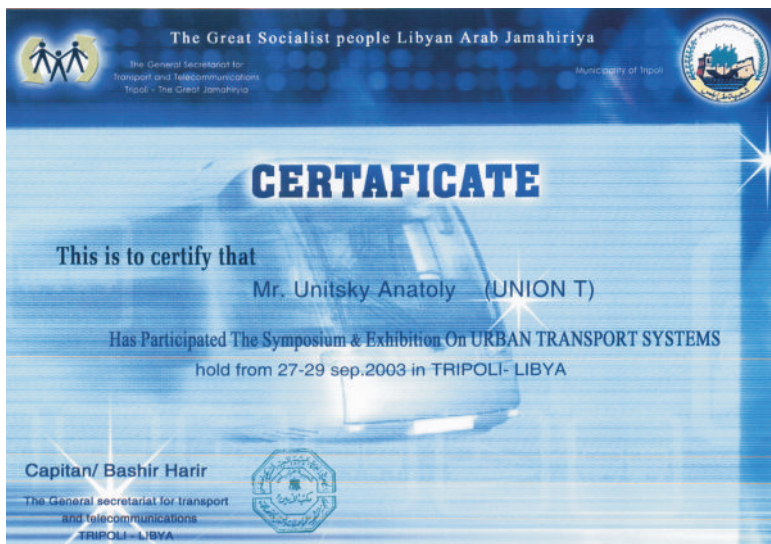 The Great Socialist people Libyan Arab Jamahiriya
The General Secretariat for
Transport and Telecommunications
Tripoli - The Great Jamahiryia
Municipality of Tripoli
CERTAFICATE
This is to certify that
Mr. Unitsky Anatoly (UNION T)
Has Participated The Symposium & Exhibition On URBAN TRANSPORT SYSTEMS
hold from 27-29 sep.2003 in TRIPOLI- LIBYA
Capitan/ Bashir Harir
The General secretariat for transport
and telecommunications
TRIPOLI - LIBYA